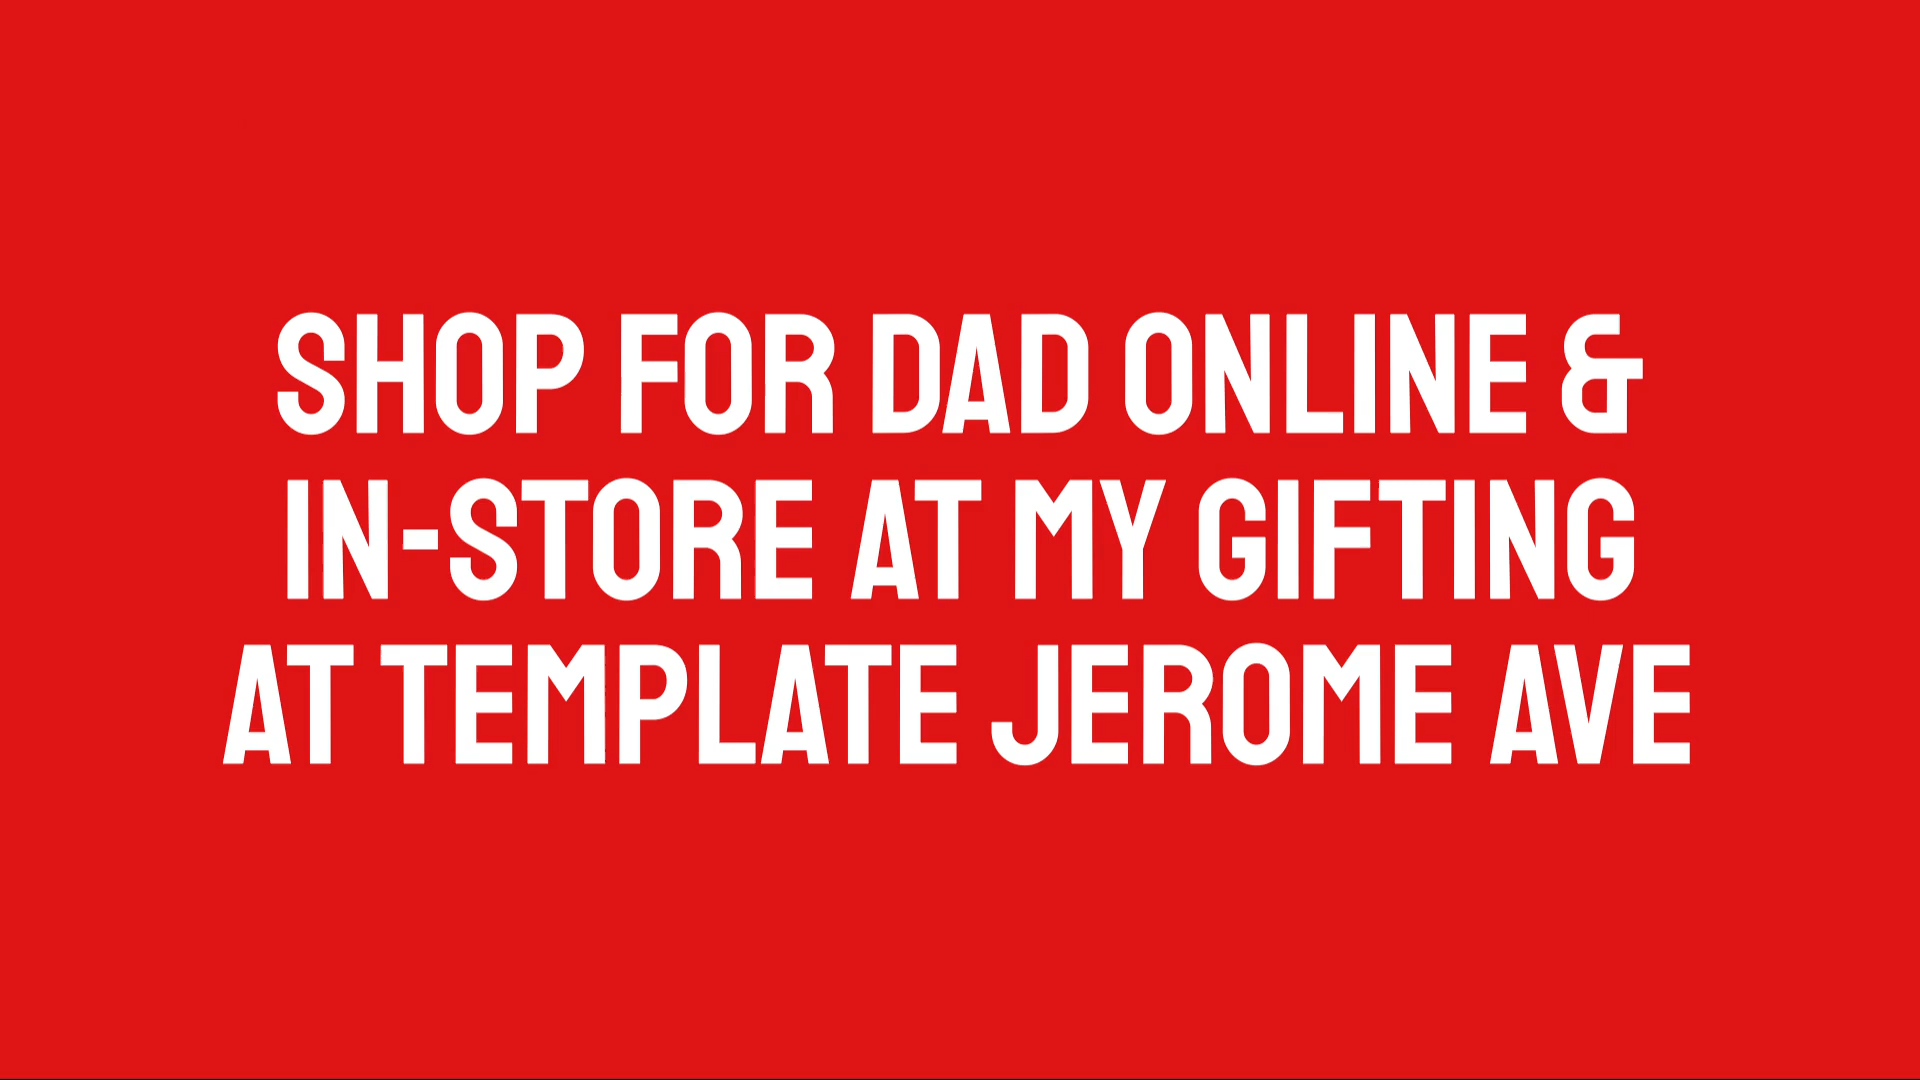 SHOP FOR DAD ONLINE &
IN-STORE AT MY GIFTING
AT TEMPLATE JEROME AVE